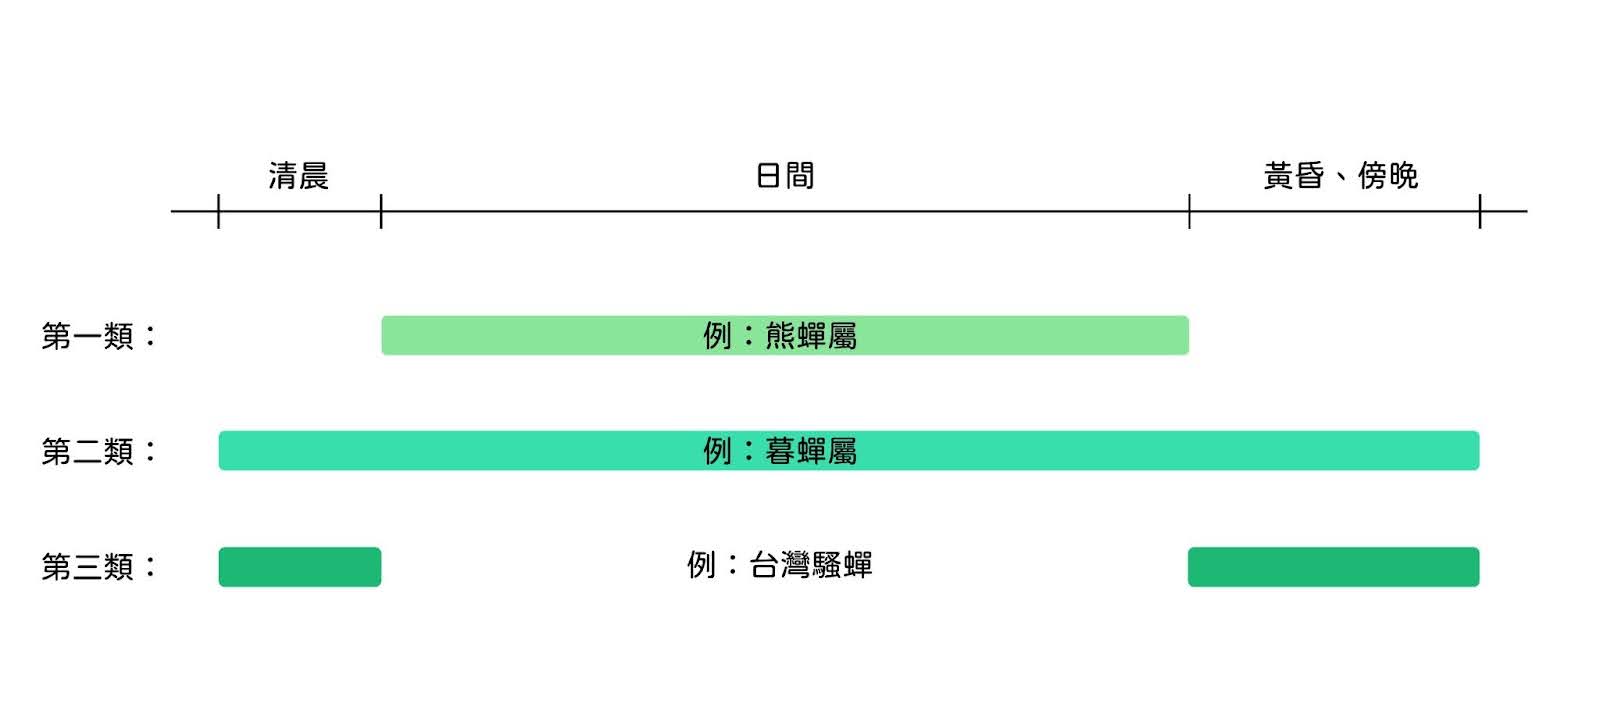 清晨 日間 黃昏、傍晚
第一類： 例：熊蟬屬
第二類： 例：暮蟬屬
第三類： 例：台灣騷蟬